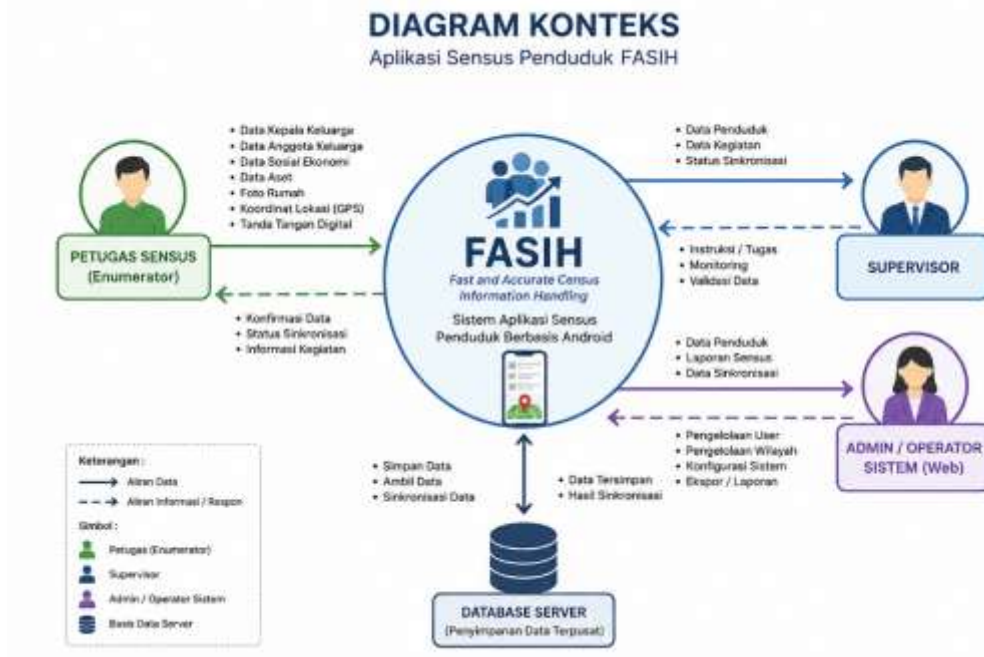 DIAGRAM KONTEKS
Aplikasi Sensus Penduduk FASIH
• Data Kepala Keluarga
• Data Anggota Keluarga
• Data Sosial Ekonomi
• Data Aset
• Foto Rumah
• Koordinat Lokasi (GPS)
• Tanda Tangan Digital
PETUGAS SENSUS
(Enumerator)
• Konfirmasi Data
• Status Sinkronisasi
• Informasi Kegiatan
FASIH
Fast and Accurate Census
Information Handling
Sistem Aplikasi Sensus
Penduduk Berbasis Android
• Data Penduduk
• Data Kegiatan
• Status Sinkronisasi
SUPERVISOR
• Instruksi / Tugas
• Monitoring
• Validasi Data
• Data Penduduk
• Laporan Sensus
• Data Sinkronisasi
ADMIN / OPERATOR
SISTEM (Web)
• Pengelolaan User
• Pengelolaan Wilayah
• Konfigurasi Sistem
• Ekspor / Laporan
• Simpan Data
• Ambil Data
• Sinkronisasi Data
• Data Tersimpan
• Hasil Sinkronisasi
DATABASE SERVER
(Penyimpanan Data Terpusat)
Keterangan :
Aliran Data
Aliran Informasi / Respon
Simbol :
Petugas (Enumerator)
Supervisor
Admin / Operator Sistem
Basis Data Server